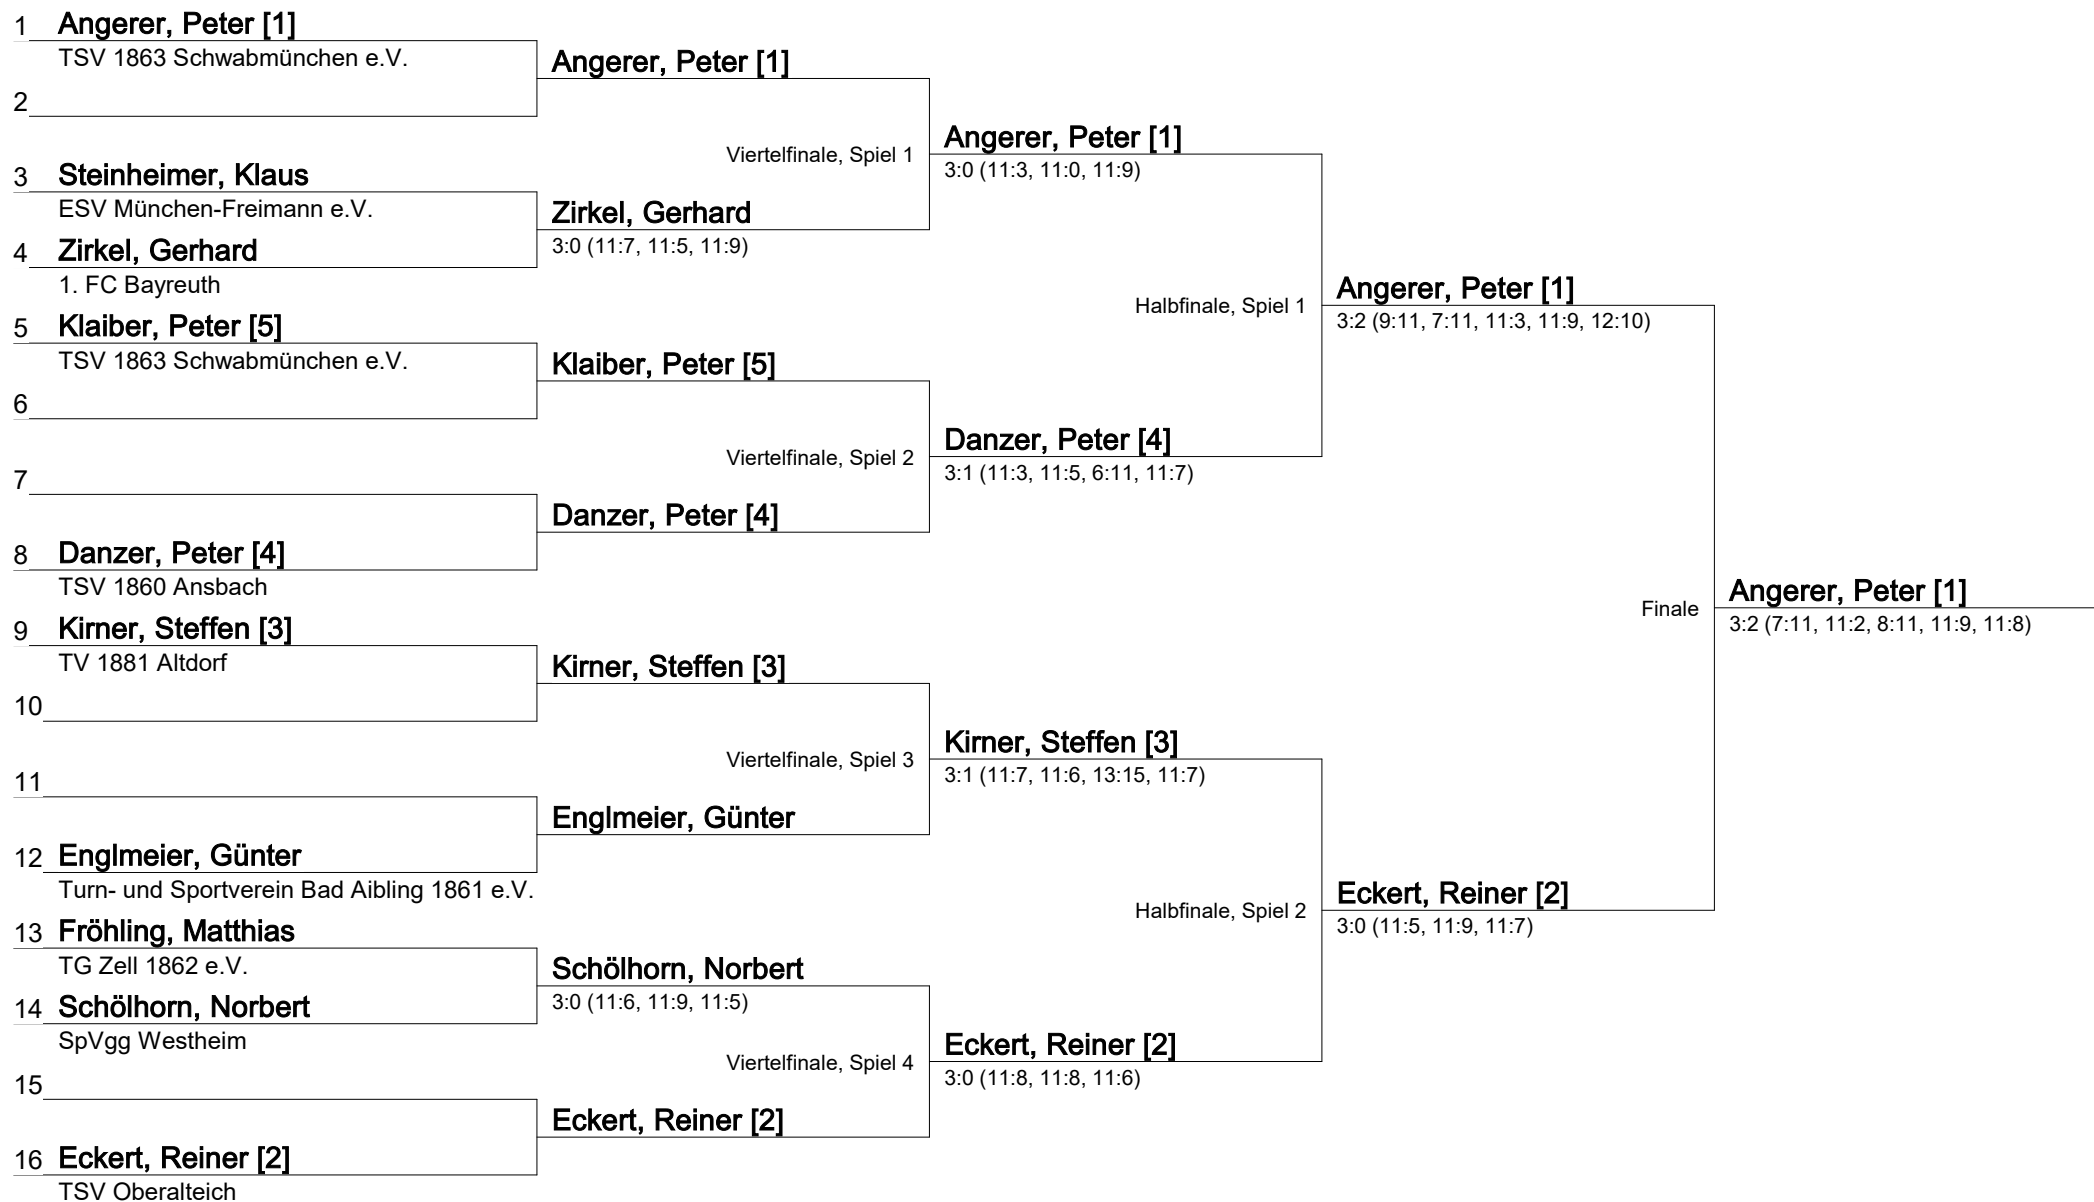 1 Angerer, Peter [1]
TSV 1863 Schwabmünchen e.V.
Angerer, Peter [1]
2
Viertelfinale, Spiel 1
Angerer, Peter [1]
3:0 (11:3, 11:0, 11:9)
3 Steinheimer, Klaus
ESV München-Freimann e.V.
Zirkel, Gerhard
3:0 (11:7, 11:5, 11:9)
4 Zirkel, Gerhard
1. FC Bayreuth
Halbfinale, Spiel 1
Angerer, Peter [1]
3:2 (9:11, 7:11, 11:3, 11:9, 12:10)
5 Klaiber, Peter [5]
TSV 1863 Schwabmünchen e.V.
Klaiber, Peter [5]
6
Viertelfinale, Spiel 2
Danzer, Peter [4]
3:1 (11:3, 11:5, 6:11, 11:7)
7
Danzer, Peter [4]
8 Danzer, Peter [4]
TSV 1860 Ansbach
Finale
Angerer, Peter [1]
3:2 (7:11, 11:2, 8:11, 11:9, 11:8)
9 Kirner, Steffen [3]
TV 1881 Altdorf
Kirner, Steffen [3]
10
Viertelfinale, Spiel 3
Kirner, Steffen [3]
3:1 (11:7, 11:6, 13:15, 11:7)
11
Englmeier, Günter
12 Englmeier, Günter
Turn- und Sportverein Bad Aibling 1861 e.V.
Halbfinale, Spiel 2
Eckert, Reiner [2]
3:0 (11:5, 11:9, 11:7)
13 Fröhling, Matthias
TG Zell 1862 e.V.
Schölhorn, Norbert
3:0 (11:6, 11:9, 11:5)
14 Schölhorn, Norbert
SpVgg Westheim
Viertelfinale, Spiel 4
Eckert, Reiner [2]
3:0 (11:8, 11:8, 11:6)
15
Eckert, Reiner [2]
16 Eckert, Reiner [2]
TSV Oberalteich